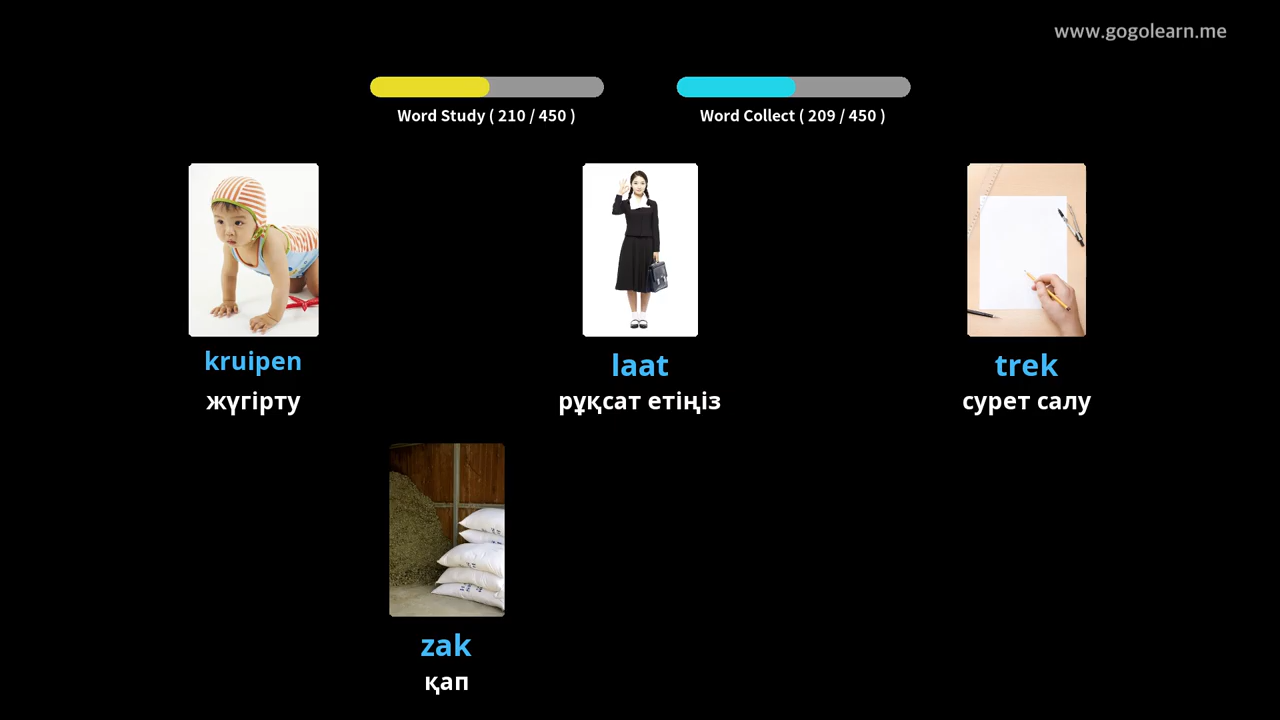 www.gogolearn.me
Word Study ( 210 / 450 )
Word Collect ( 209 / 450 )
kruipen
жүгірту
laat
рұқсат етіңіз
trek
сурет салу
zak
қап